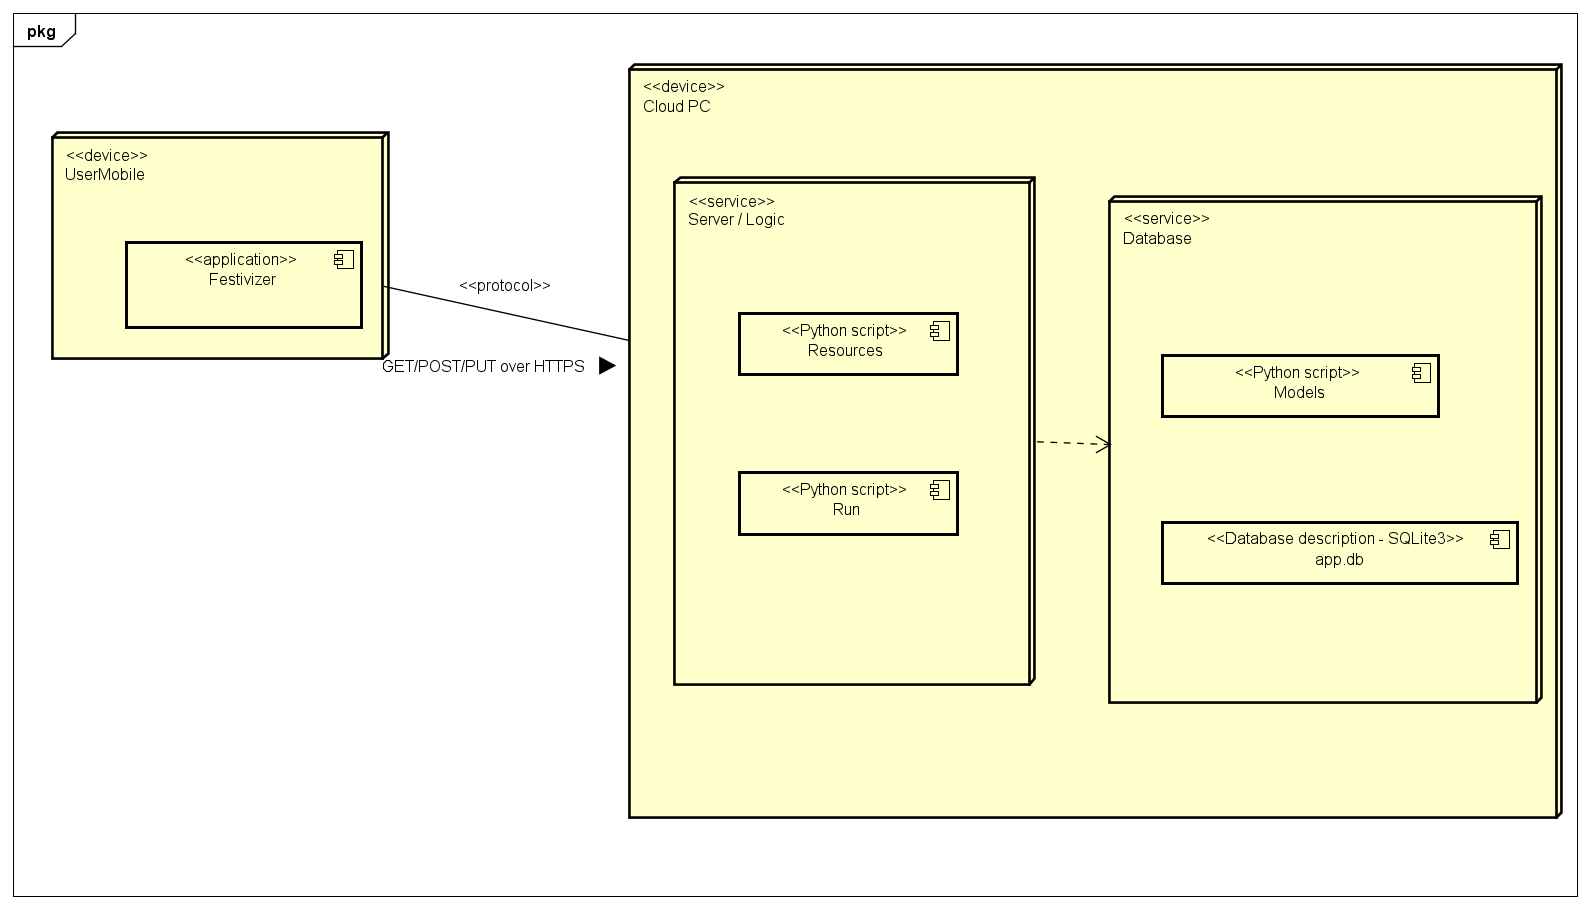 pkg
<<device>>
UserMobile
<<application>>
Festivizer
<<protocol>>
GET/POST/PUT over HTTPS
<<device>>
Cloud PC
<<service>>
Server / Logic
<<Python script>>
Resources
<<Python script>>
Run
<<service>>
Database
<<Python script>>
Models
<<Database description - SQLite3>>
app.db